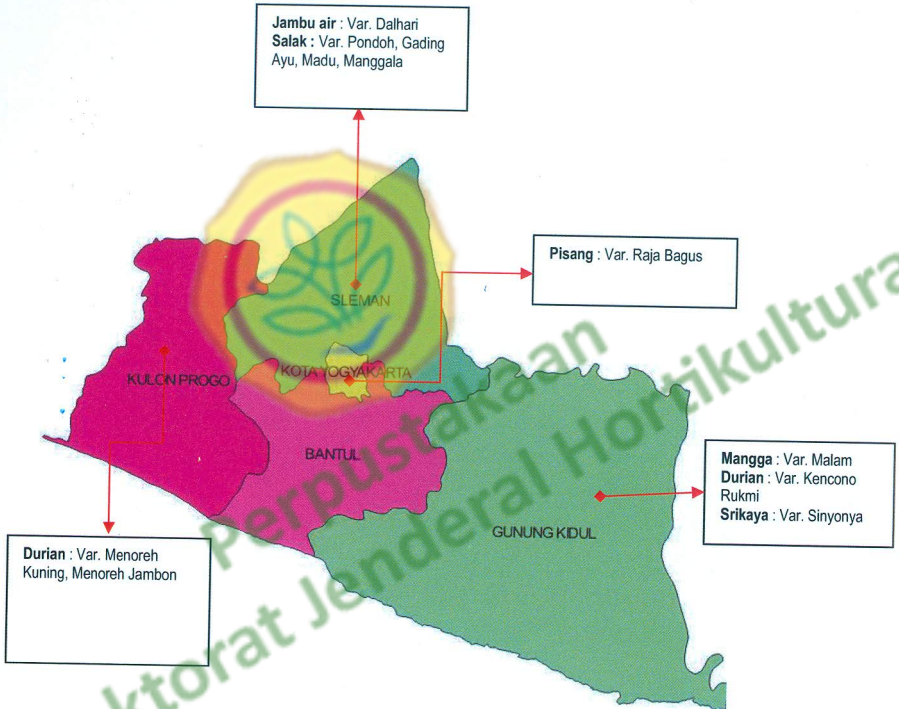 Jambu air : Var. Dalhari
Salak : Var. Pondoh, Gading
Ayu, Madu, Manggala
Pisang : Var. Raja Bagus
SLEMAN
KOTA YOGYAKARTA
KULON PROGO
BANTUL
GUNUNG KIDUL
Mangga : Var. Malam
Durian : Var. Kencono
Rukmi
Srikaya : Var. Sinyonya
Durian : Var. Menoreh
Kuning, Menoreh Jambon
Perpustakaan
ktorat Jenderal Hortikultura